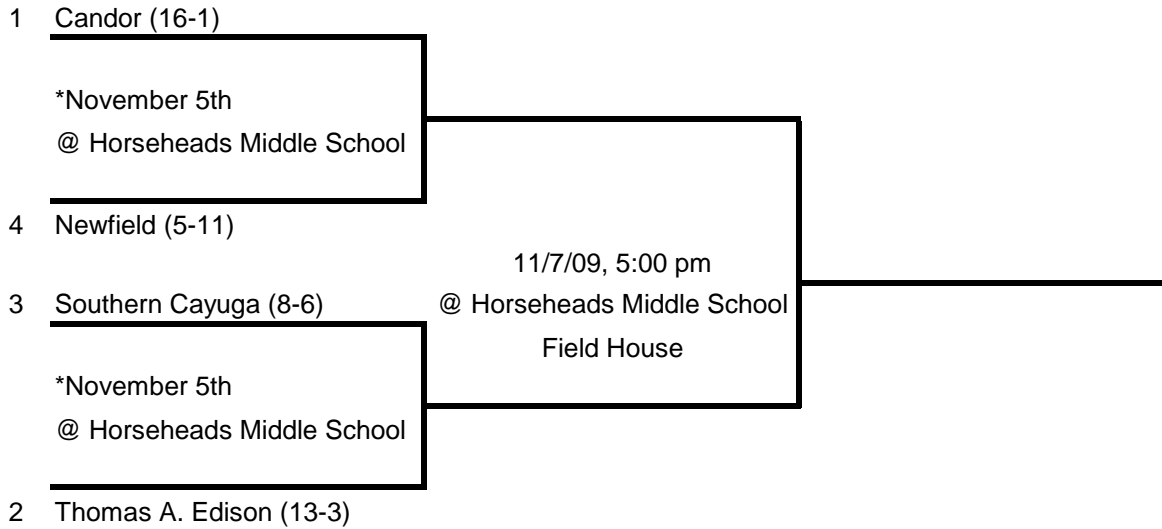 1 Candor (16-1)
*November 5th
@ Horseheads Middle School
4 Newfield (5-11)
11/7/09, 5:00 pm
3 Southern Cayuga (8-6)
@ Horseheads Middle School
Field House
*November 5th
@ Horseheads Middle School
2 Thomas A. Edison (13-3)